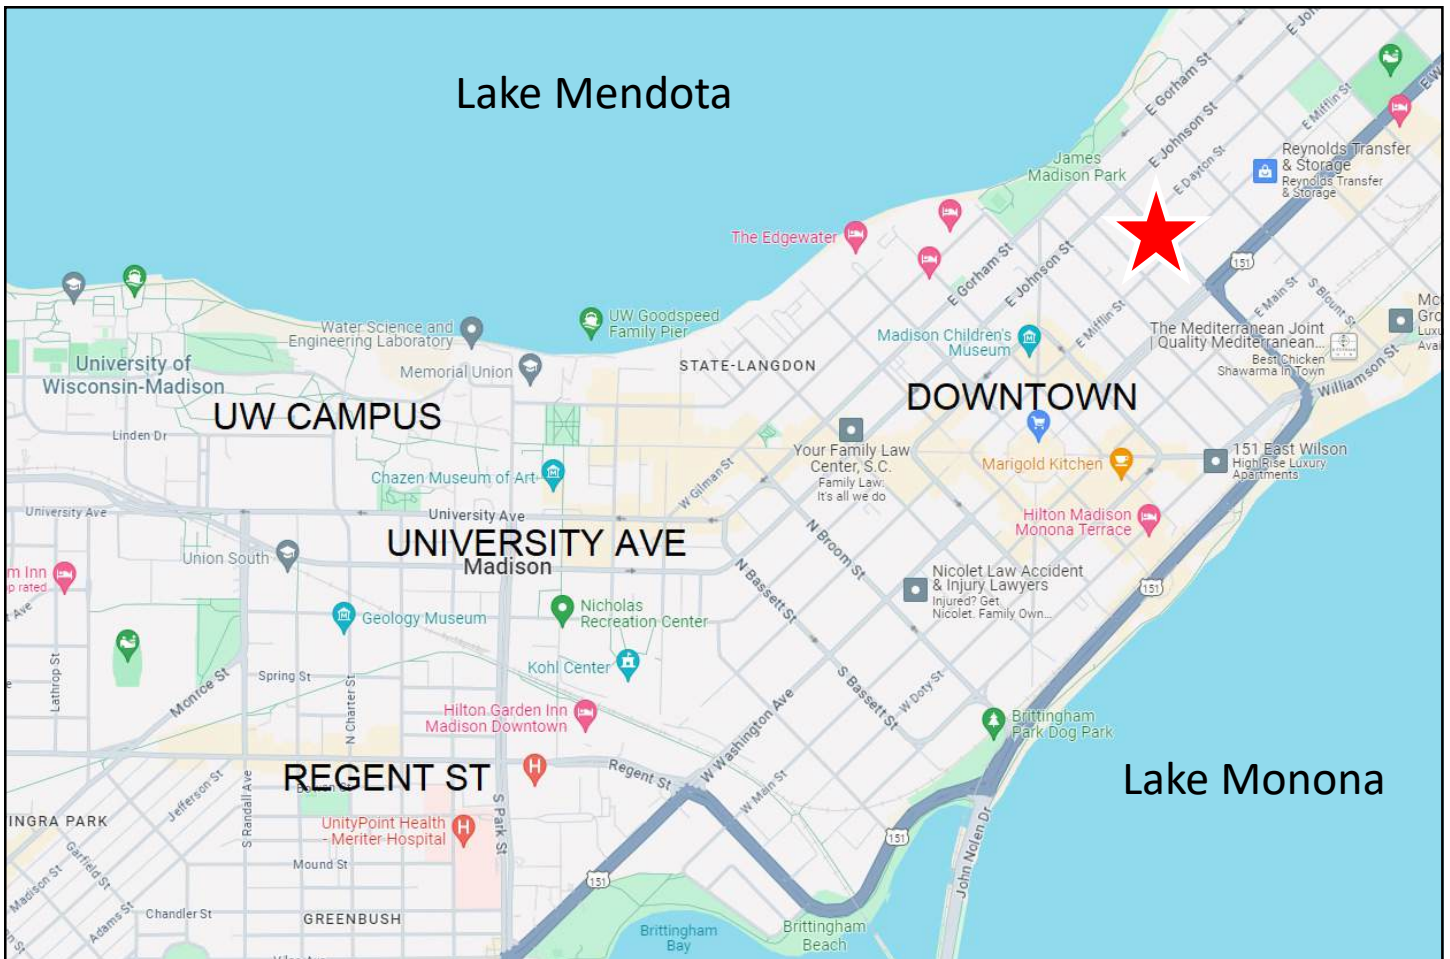 Lake Mendota
E Gorham St
E Johnson St
E Mifflin St
James
Madison Park
E Dayton St
Reynolds Transfer
& Storage
Reynolds Transfer
& Storage
The Edgewater
151
E Gorham St
E Johnson St
E Mifflin St
E Main St
S Blount St
UW Goodspeed
Family Pier
Water Science and
Engineering Laboratory
Madison Children's
Museum
The Mediterranean Joint
| Quality Mediterranean...
Best Chicken
Shawarma In Town
Williamson St
University of
Wisconsin-Madison
Memorial Union
STATE-LANGDON
DOWNTOWN
UW CAMPUS
Linden Dr
Your Family Law
Center, S.C.
Family Law.
It's all we do
Marigold Kitchen
151 East Wilson
High Rise Luxury
Apartments
Chazen Museum of Art
W Gilman St
University Ave
University Ave
Hilton Madison
Monona Terrace
N Broom St
UNIVERSITY AVE
Madison
Union South
N Bassett St
Nicolet Law Accident
& Injury Lawyers
Injured? Get
Nicolet. Family Own...
151
m Inn
p rated
Geology Museum
Nicholas
Recreation Center
Kohl Center
Lathrop St
Monroe St
Spring St
N Charter St
S Bassett St
W Doty St
W Washington Ave
Hilton Garden Inn
Madison Downtown
Brittingham
Park Dog Park
REGENT ST
Regent St
W Main St
Lake Monona
Jefferson St
S Randall Ave
S Park St
INGRA PARK
UnityPoint Health
- Meriter Hospital
151
John Nolen Dr
Garfield St
Madison St
Adams St
Mound St
151
Chandler St
GREENBUSH
Brittingham
Bay
Brittingham
Beach